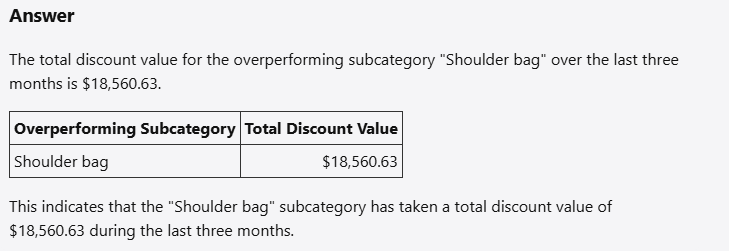 Answer
The total discount value for the overperforming subcategory "Shoulder bag" over the last three
months is $18,560.63.
Overperforming Subcategory Total Discount Value
Shoulder bag $18,560.63
This indicates that the "Shoulder bag" subcategory has taken a total discount value of
$18,560.63 during the last three months.